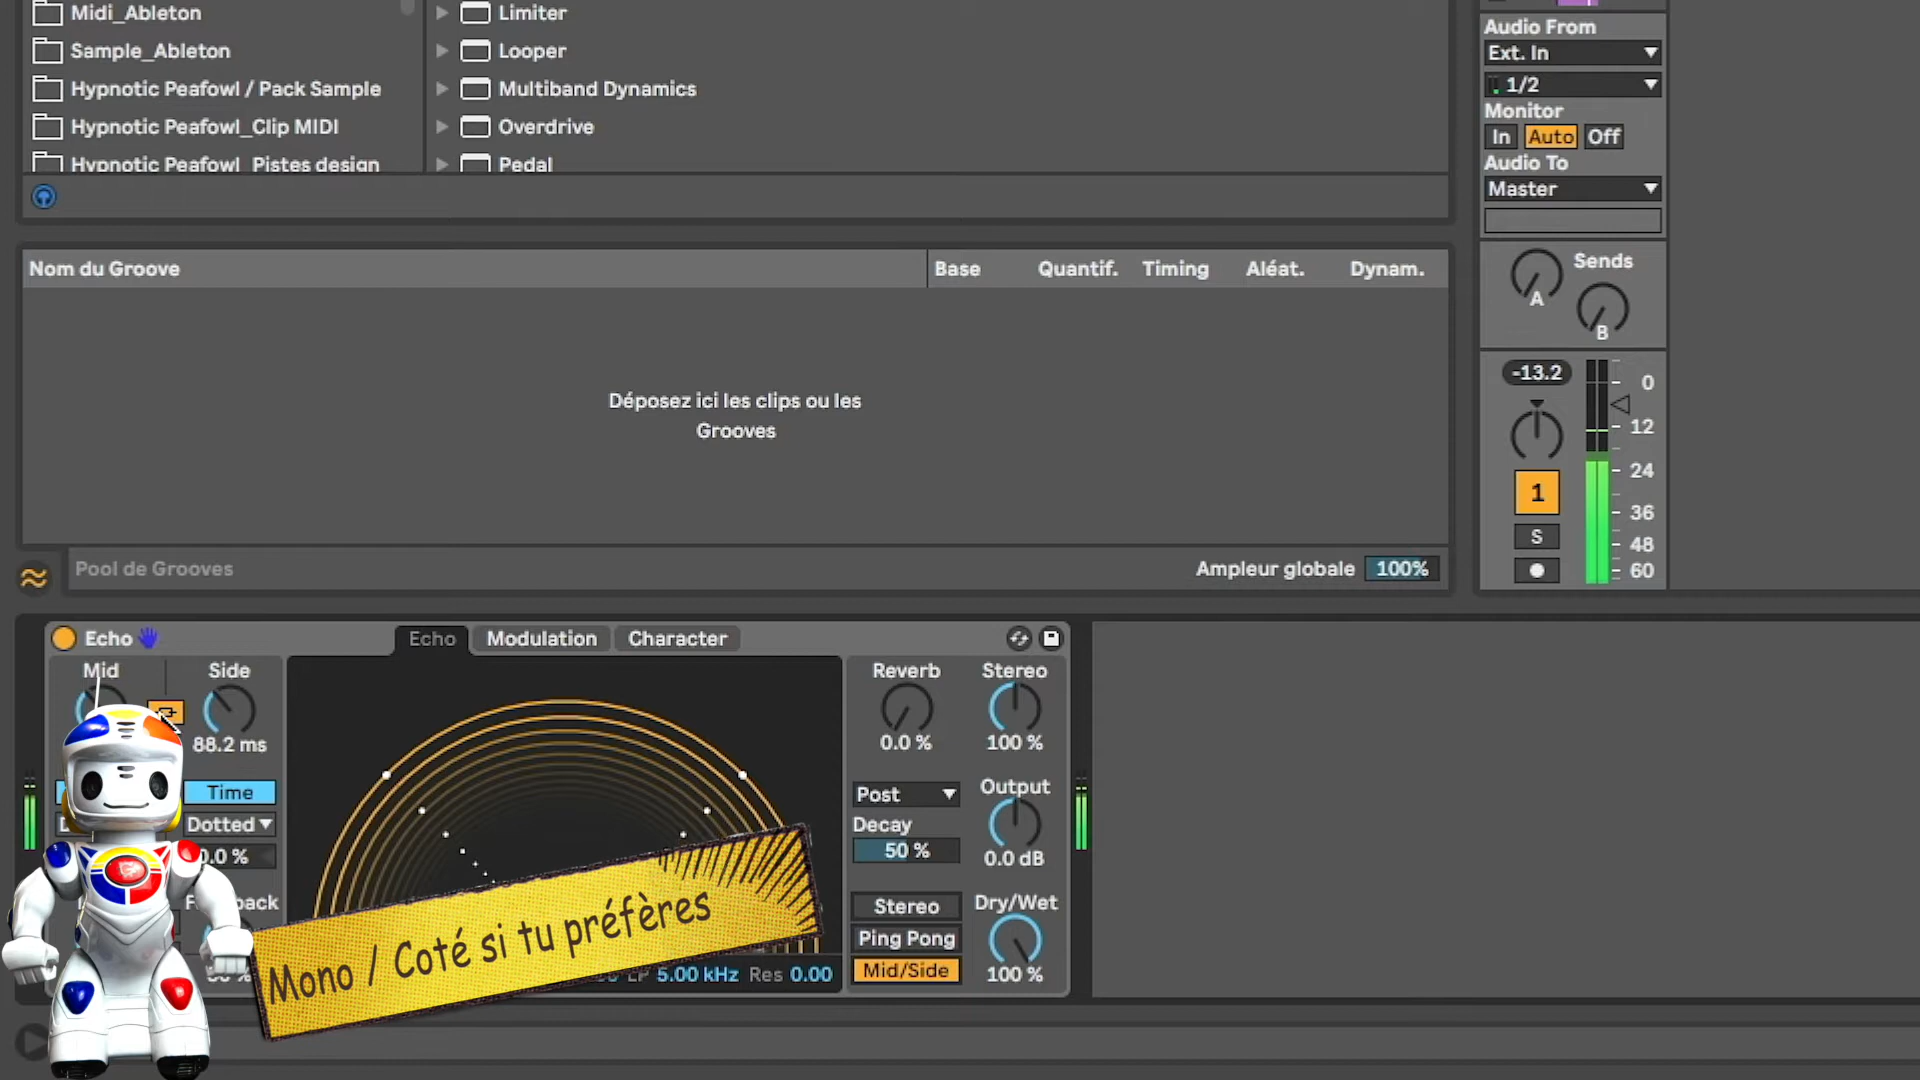 Midi_Ableton
Sample_Ableton
Hypnotic Peafowl / Pack Sample
Hypnotic Peafowl_Clip MIDI
Hypnotic Peafowl_Pistes design
Limiter
Looper
Multiband Dynamics
Overdrive
Pedal
Audio From
Ext. In
1/2
Monitor
In Auto Off
Audio To
Master
Nom du Groove Base Quantif. Timing Aléat. Dynam.
Déposez ici les clips ou les
Grooves
Pool de Grooves Ampleur globale 100%
Sends
A
B
-13.2
0
12
24
36
48
60
1
S
Echo
Echo Modulation Character
Mid Side
88.2 ms
Time
Dotted
0.0 %
5.00 kHz Res 0.00
Reverb Stereo
0.0 % 100 %
Post
Decay
50 %
Output
0.0 dB
Stereo
Ping Pong
Mid/Side
Dry/Wet
100 %
Mono / Coté si tu préfères